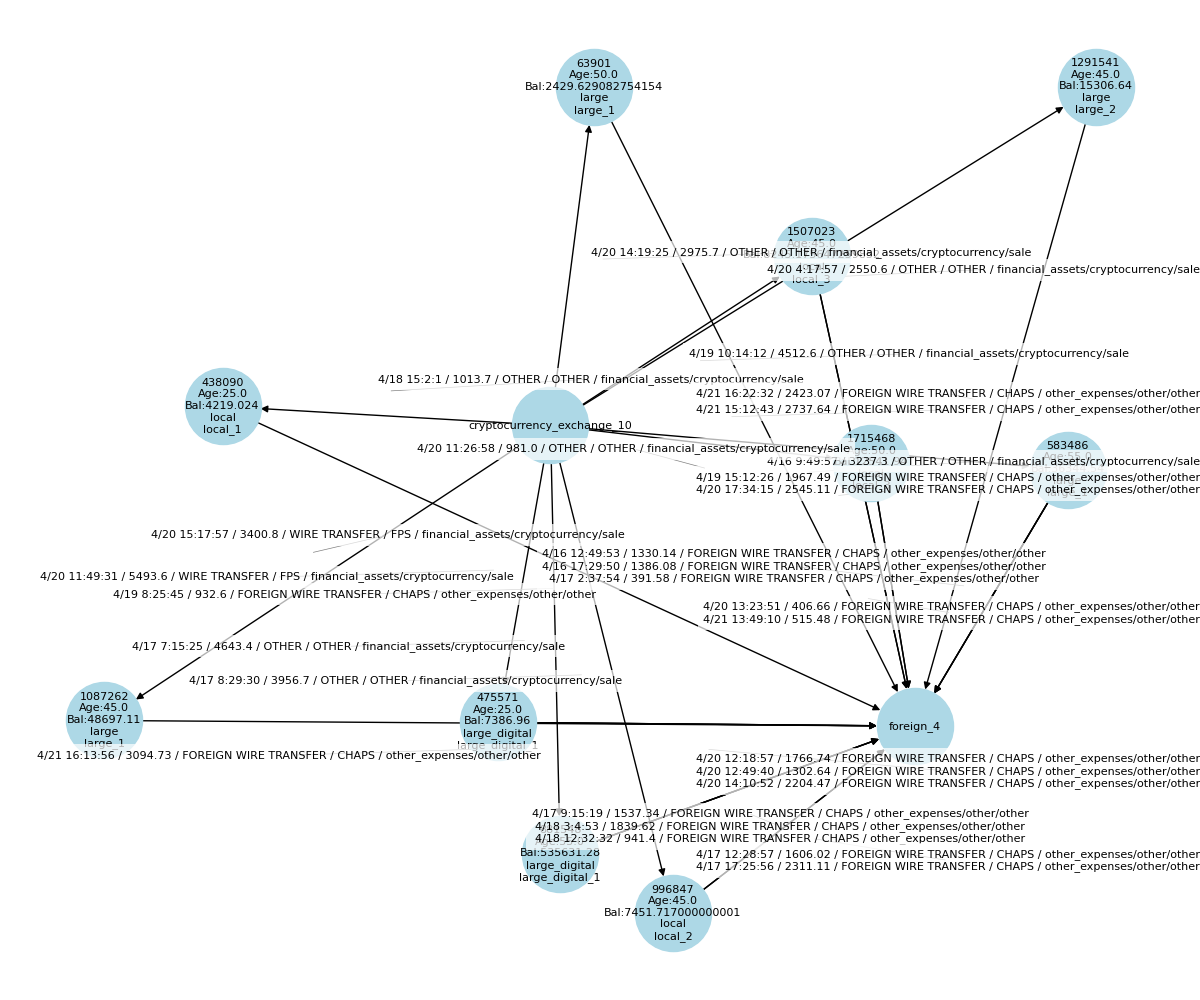 63901
Age:50.0
Bal:2429.629082754154
large
large_1
1291541
Age:45.0
Bal:15306.64
large
large_2
1507023
Age:45.0
4/20 14:19:25 / 2975.7 / OTHER / OTHER / financial_assets/cryptocurrency/sale
4/20 4:17:57 / 2550.6 / OTHER / OTHER / financial_assets/cryptocurrency/sale
local_3
4/19 10:14:12 / 4512.6 / OTHER / OTHER / financial_assets/cryptocurrency/sale
438090
Age:25.0
Bal:4219.024
local
local_1
4/18 15:2:1 / 1013.7 / OTHER / OTHER / financial_assets/cryptocurrency/sale
4/21 16:22:32 / 2423.07 / FOREIGN WIRE TRANSFER / CHAPS / other_expenses/other/other
4/21 15:12:43 / 2737.64 / FOREIGN WIRE TRANSFER / CHAPS / other_expenses/other/other
cryptocurrency_exchange_10
4/20 11:26:58 / 981.0 / OTHER / OTHER / financial_assets/cryptocurrency/sale
1715468
Age:50.0
583486
Age:55.0
4/16 9:49:57 / 3237.3 / OTHER / OTHER / financial_assets/cryptocurrency/sale
4/19 15:12:26 / 1967.49 / FOREIGN WIRE TRANSFER / CHAPS / other_expenses/other/other
4/20 17:34:15 / 2545.11 / FOREIGN WIRE TRANSFER / CHAPS / other_expenses/other/other
4/20 15:17:57 / 3400.8 / WIRE TRANSFER / FPS / financial_assets/cryptocurrency/sale
4/16 12:49:53 / 1330.14 / FOREIGN WIRE TRANSFER / CHAPS / other_expenses/other/other
4/16 17:29:50 / 1386.08 / FOREIGN WIRE TRANSFER / CHAPS / other_expenses/other/other
4/17 2:37:54 / 391.58 / FOREIGN WIRE TRANSFER / CHAPS / other_expenses/other/other
4/20 11:49:31 / 5493.6 / WIRE TRANSFER / FPS / financial_assets/cryptocurrency/sale
4/19 8:25:45 / 932.6 / FOREIGN WIRE TRANSFER / CHAPS / other_expenses/other/other
4/20 13:23:51 / 406.66 / FOREIGN WIRE TRANSFER / CHAPS / other_expenses/other/other
4/21 13:49:10 / 515.48 / FOREIGN WIRE TRANSFER / CHAPS / other_expenses/other/other
4/17 7:15:25 / 4643.4 / OTHER / OTHER / financial_assets/cryptocurrency/sale
4/17 8:29:30 / 3956.7 / OTHER / OTHER / financial_assets/cryptocurrency/sale
1087262
Age:45.0
Bal:48697.11
large
large_1
475571
Age:25.0
Bal:7386.96
large_digital
large_digital_1
foreign_4
4/21 16:13:56 / 3094.73 / FOREIGN WIRE TRANSFER / CHAPS / other_expenses/other/other
4/20 12:18:57 / 1766.74 / FOREIGN WIRE TRANSFER / CHAPS / other_expenses/other/other
4/20 12:49:40 / 1302.64 / FOREIGN WIRE TRANSFER / CHAPS / other_expenses/other/other
4/20 14:10:52 / 2204.47 / FOREIGN WIRE TRANSFER / CHAPS / other_expenses/other/other
4/17 9:15:19 / 1537.34 / FOREIGN WIRE TRANSFER / CHAPS / other_expenses/other/other
4/18 3:4:53 / 1839.62 / FOREIGN WIRE TRANSFER / CHAPS / other_expenses/other/other
4/18 12:32:32 / 941.4 / FOREIGN WIRE TRANSFER / CHAPS / other_expenses/other/other
Bal:535631.28
large_digital
large_digital_1
4/17 12:28:57 / 1606.02 / FOREIGN WIRE TRANSFER / CHAPS / other_expenses/other/other
4/17 17:25:56 / 2311.11 / FOREIGN WIRE TRANSFER / CHAPS / other_expenses/other/other
996847
Age:45.0
Bal:7451.717000000001
local
local_2